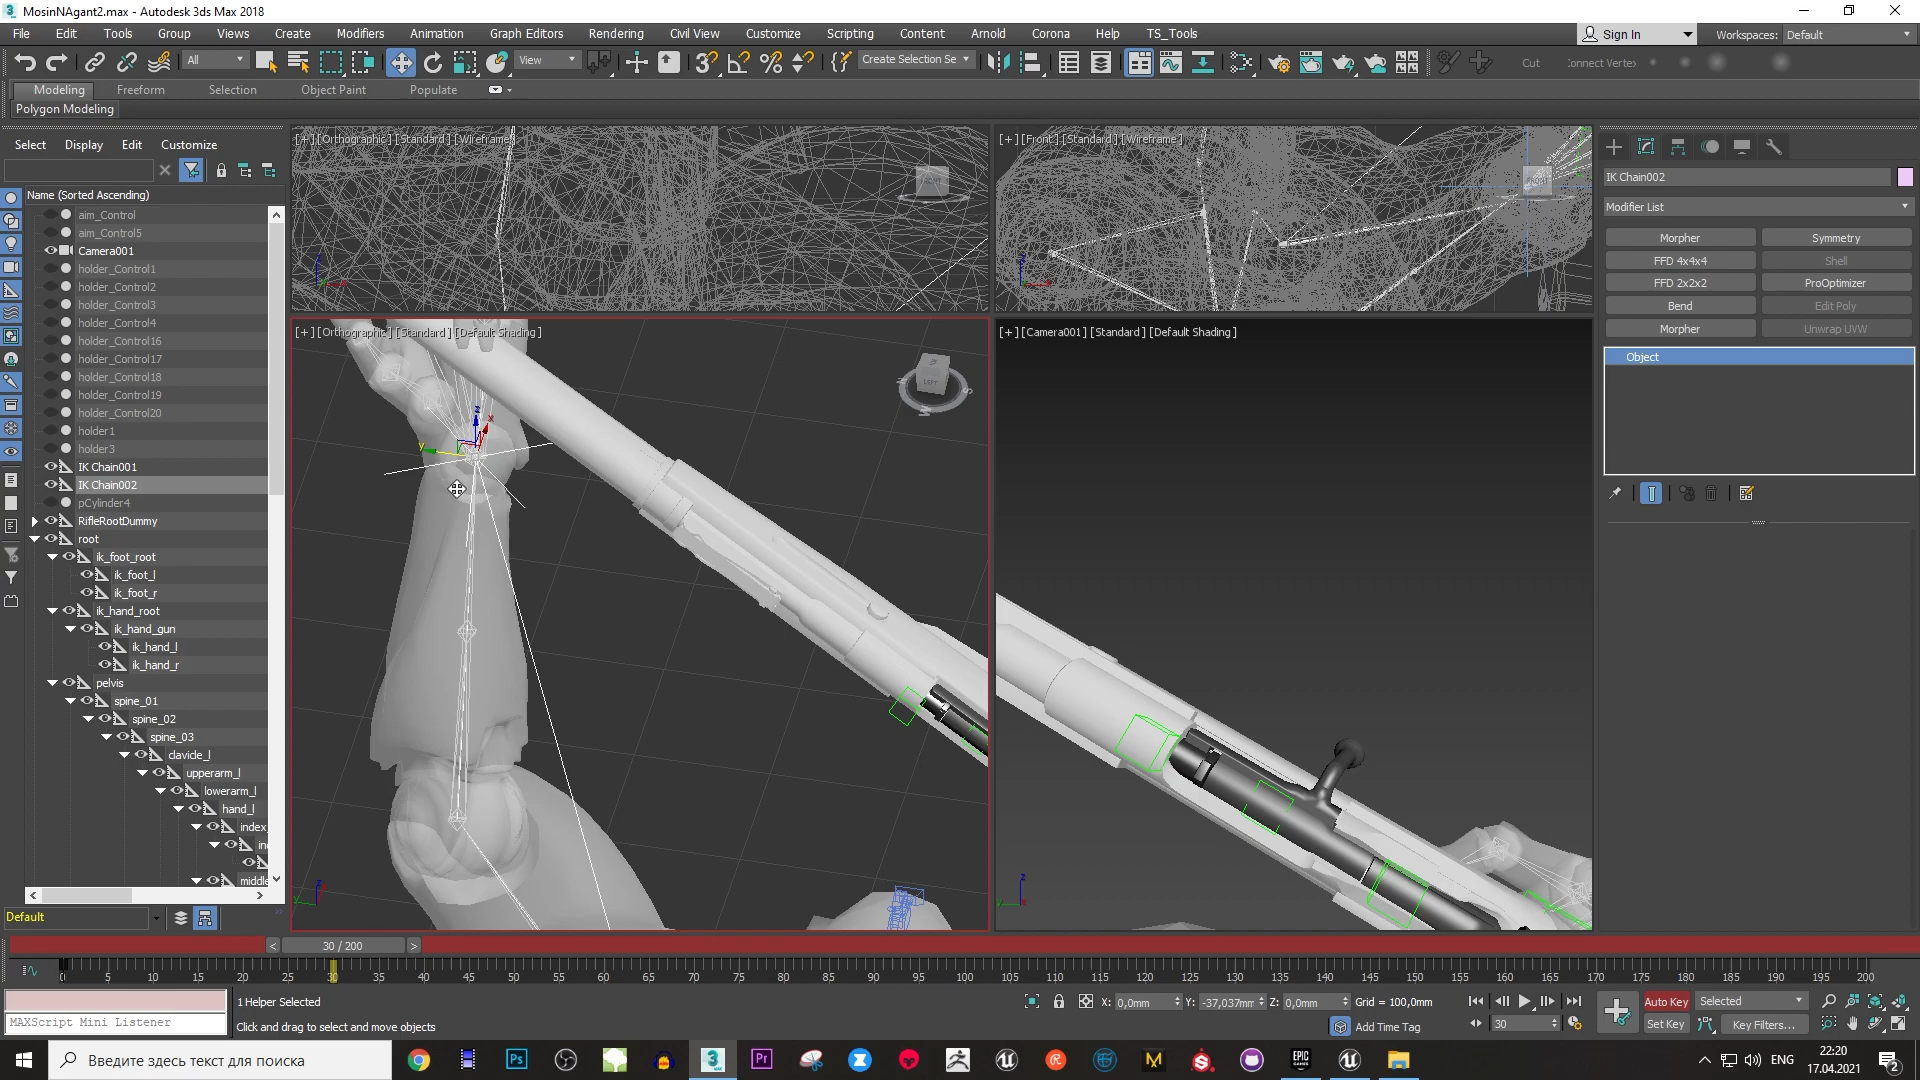 MosinNAgant2.max - Autodesk 3ds Max 2018
File Edit Tools Group Views Create Modifiers Animation Graph Editors Rendering Civil View Customize Scripting Content Arnold Corona Help TS_Tools
Sign In
Workspaces: Default
All
View
Create Selection Se
Cut
Connect Vertex
Modeling Freeform Selection Object Paint Populate
Polygon Modeling
Select Display Edit Customize
Name (Sorted Ascending)
aim_Control
aim_Control5
Camera001
holder_Control1
holder_Control2
holder_Control3
holder_Control4
holder_Control16
holder_Control17
holder_Control18
holder_Control19
holder_Control20
holder1
holder3
IK Chain001
IK Chain002
pCylinder4
RifleRootDummy
root
ik_foot_root
ik_foot_l
ik_foot_r
ik_hand_root
ik_hand_gun
ik_hand_l
ik_hand_r
pelvis
spine_01
spine_02
spine_03
clavicle_l
upperarm_l
lowerarm_l
hand_l
index_
in
middle
Default
[+] [Orthographic] [Standard] [Wireframe]
[+] [Front] [Standard] [Wireframe]
[+] [Orthographic] [Standard] [Default Shading]
LEFT
z
x
y
[+] [Camera001] [Standard] [Default Shading]
IK Chain002
Modifier List
Morpher Symmetry
FFD 4x4x4 Shell
FFD 2x2x2 ProOptimizer
Bend Edit Poly
Morpher Unwrap UVW
Object
< 30 / 200 >
0 5 10 15 20 25 30 35 40 45 50 55 60 65 70 75 80 85 90 95 100 105 110 115 120 125 130 135 140 145 150 155 160 165 170 175 180 185 190 195 200
1 Helper Selected
X: 0,0mm Y: -37,037mm Z: 0,0mm Grid = 100,0mm
Auto Key Selected
MAXScript Mini Listener
Click and drag to select and move objects
Add Time Tag
30
Set Key Key Filters...
Введите здесь текст для поиска
ENG
22:20
17.04.2021
2